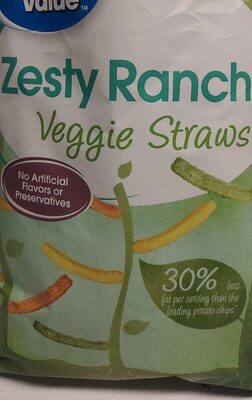 Value™
Zesty Ranch
Veggie Straws
No Artificial
Flavors or
Preservatives
30% less
fat per serving than the
leading potato chips*